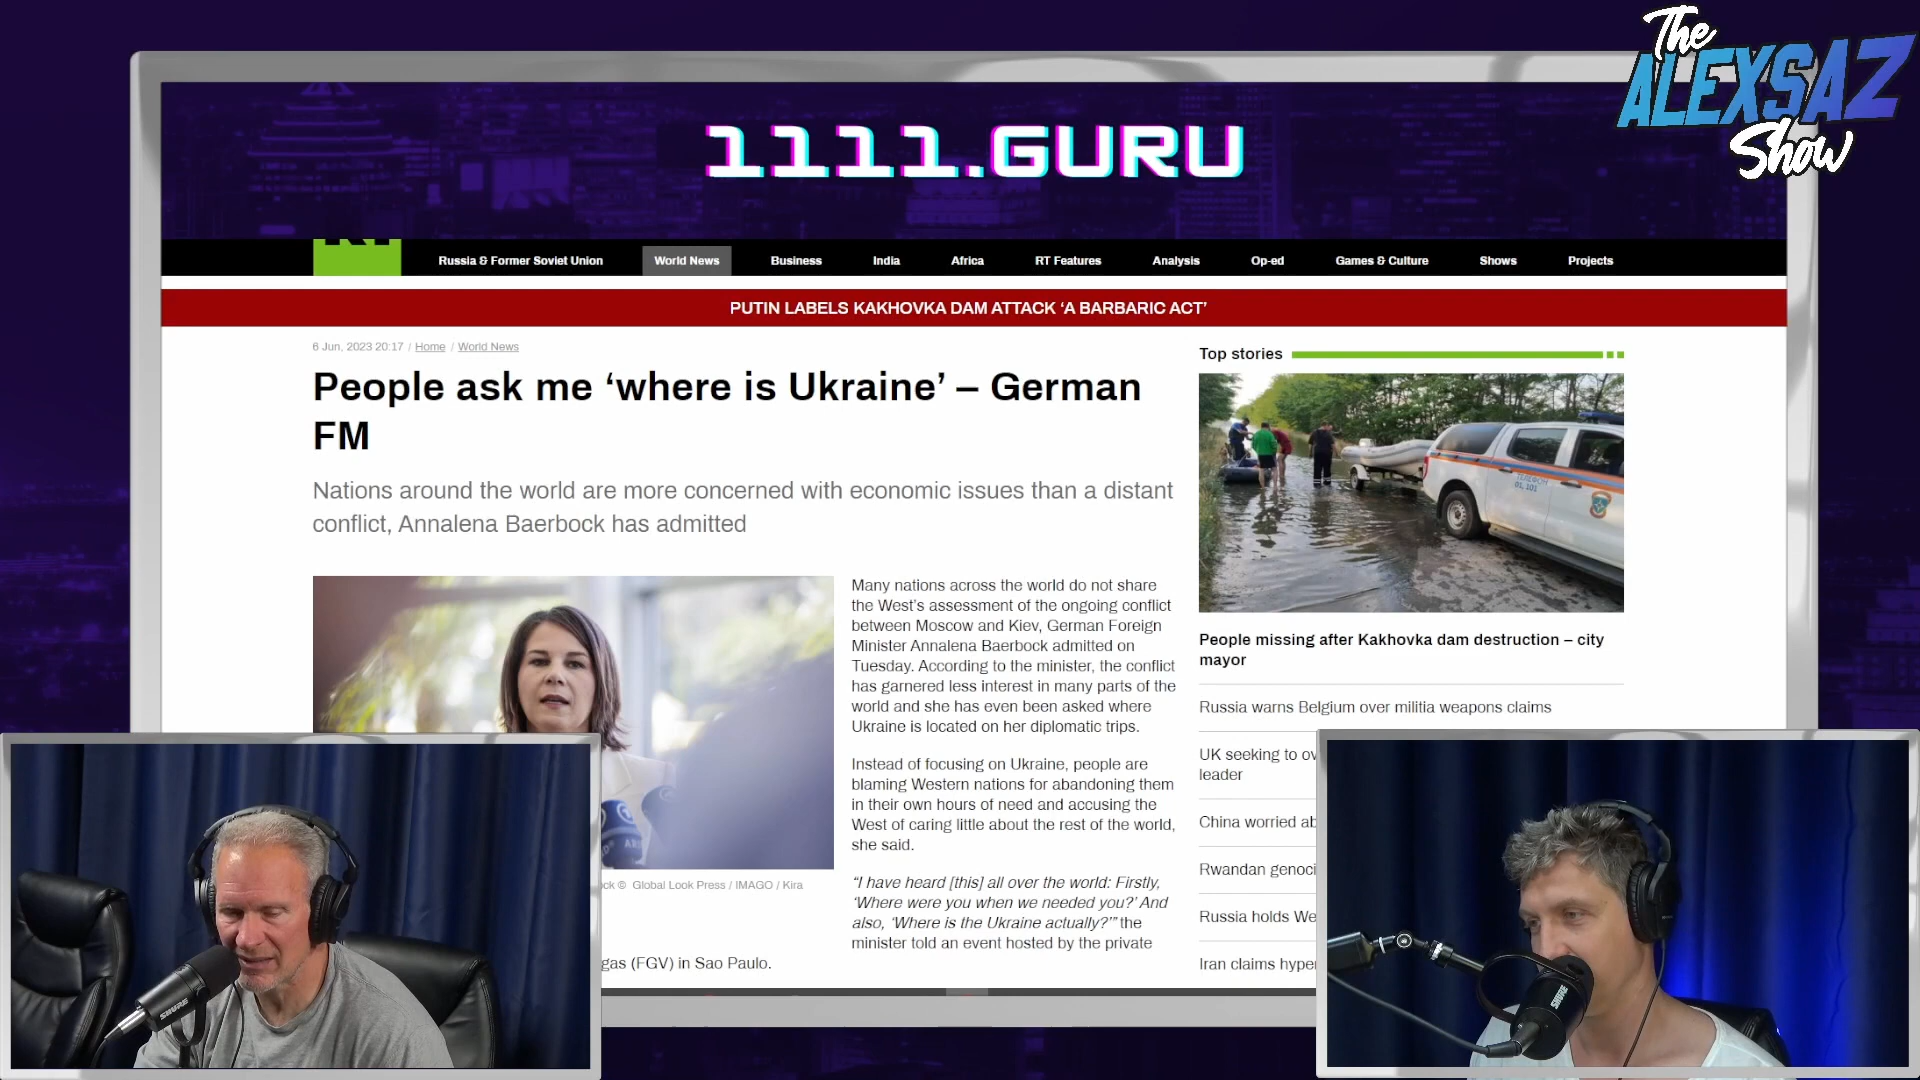 The
ALEXSAZ
Show
1111.GURU
Russia & Former Soviet Union World News Business India Africa RT Features Analysis Op-ed Games & Culture Shows Projects
PUTIN LABELS KAKHOVKA DAM ATTACK ‘A BARBARIC ACT’
6 Jun, 2023 20:17 / Home / World News
People ask me ‘where is Ukraine’ – German
FM
Nations around the world are more concerned with economic issues than a distant
conflict, Annalena Baerbock has admitted
© Global Look Press / IMAGO / Kira
(FGV) in Sao Paulo.
Many nations across the world do not share
the West's assessment of the ongoing conflict
between Moscow and Kiev, German Foreign
Minister Annalena Baerbock admitted on
Tuesday. According to the minister, the conflict
has garnered less interest in many parts of the
world and she has even been asked where
Ukraine is located on her diplomatic trips.
Instead of focusing on Ukraine, people are
blaming Western nations for abandoning them
in their own hours of need and accusing the
West of caring little about the rest of the world,
she said.
“I have heard [this] all over the world: Firstly,
‘Where were you when we needed you?’ And
also, ‘Where is the Ukraine actually?’” the
minister told an event hosted by the private
Top stories
People missing after Kakhovka dam destruction – city
mayor
Russia warns Belgium over militia weapons claims
UK seeking to
leader
China worried
Rwandan
Russia holds
Iran claims
SHURE
SHURE